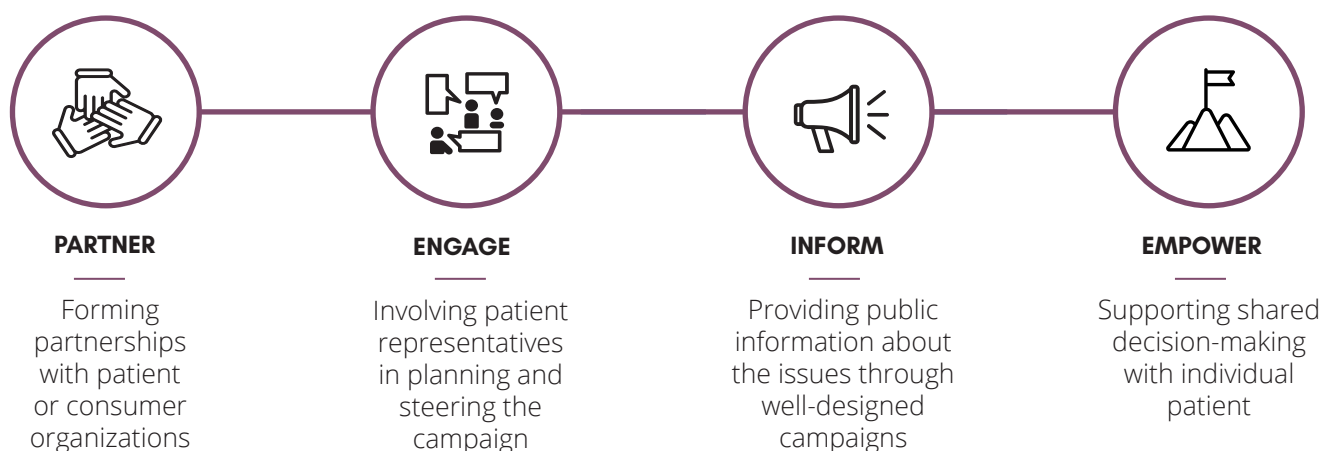 PARTNER
Forming
partnerships
with patient
or consumer
organizations
ENGAGE
Involving patient
representatives
in planning and
steering the
campaign
INFORM
Providing public
information about
the issues through
well-designed
campaigns
EMPOWER
Supporting shared
decision-making
with individual
patient